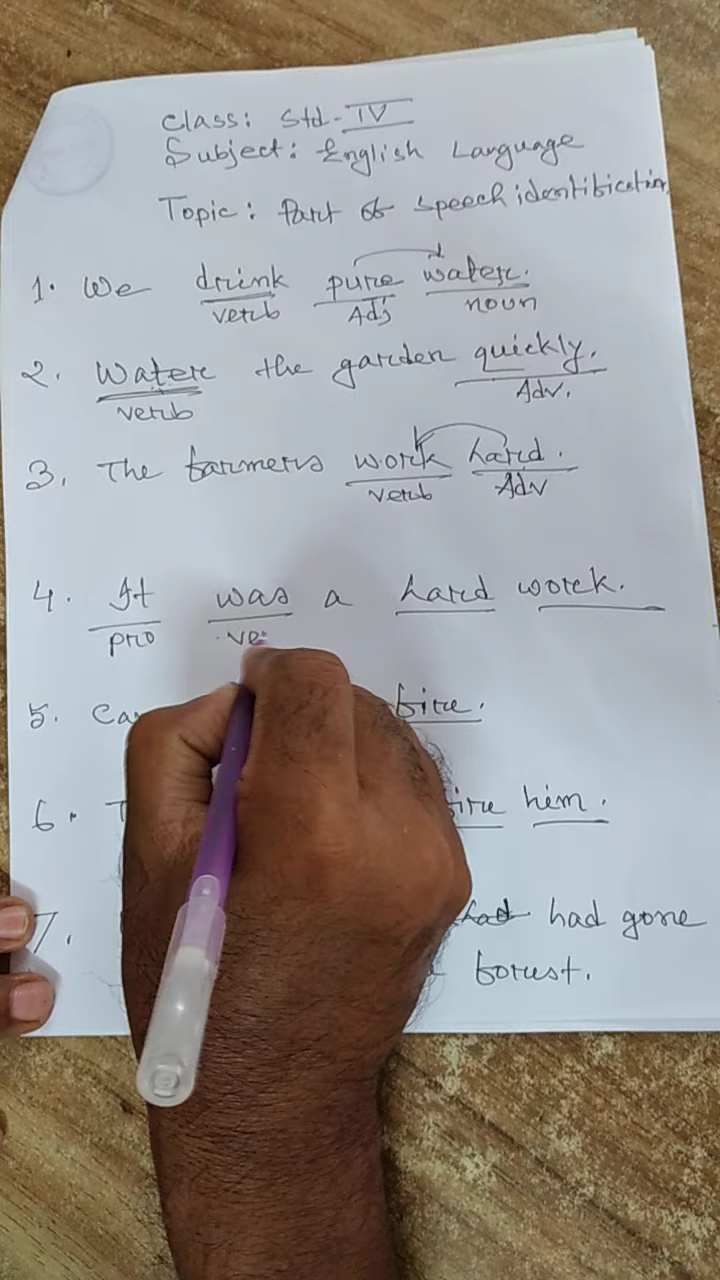 Class: Std-IV
Subject: English Language
Topic: Part of speech identification
1. We drink pure water.
verb Adj noun
2. Water the garden quickly.
verb Adv.
3. The farmers work hard.
verb Adv
4. It was a hard work.
pro ve
5. fire.
6. him.
7. had had gone
forest.